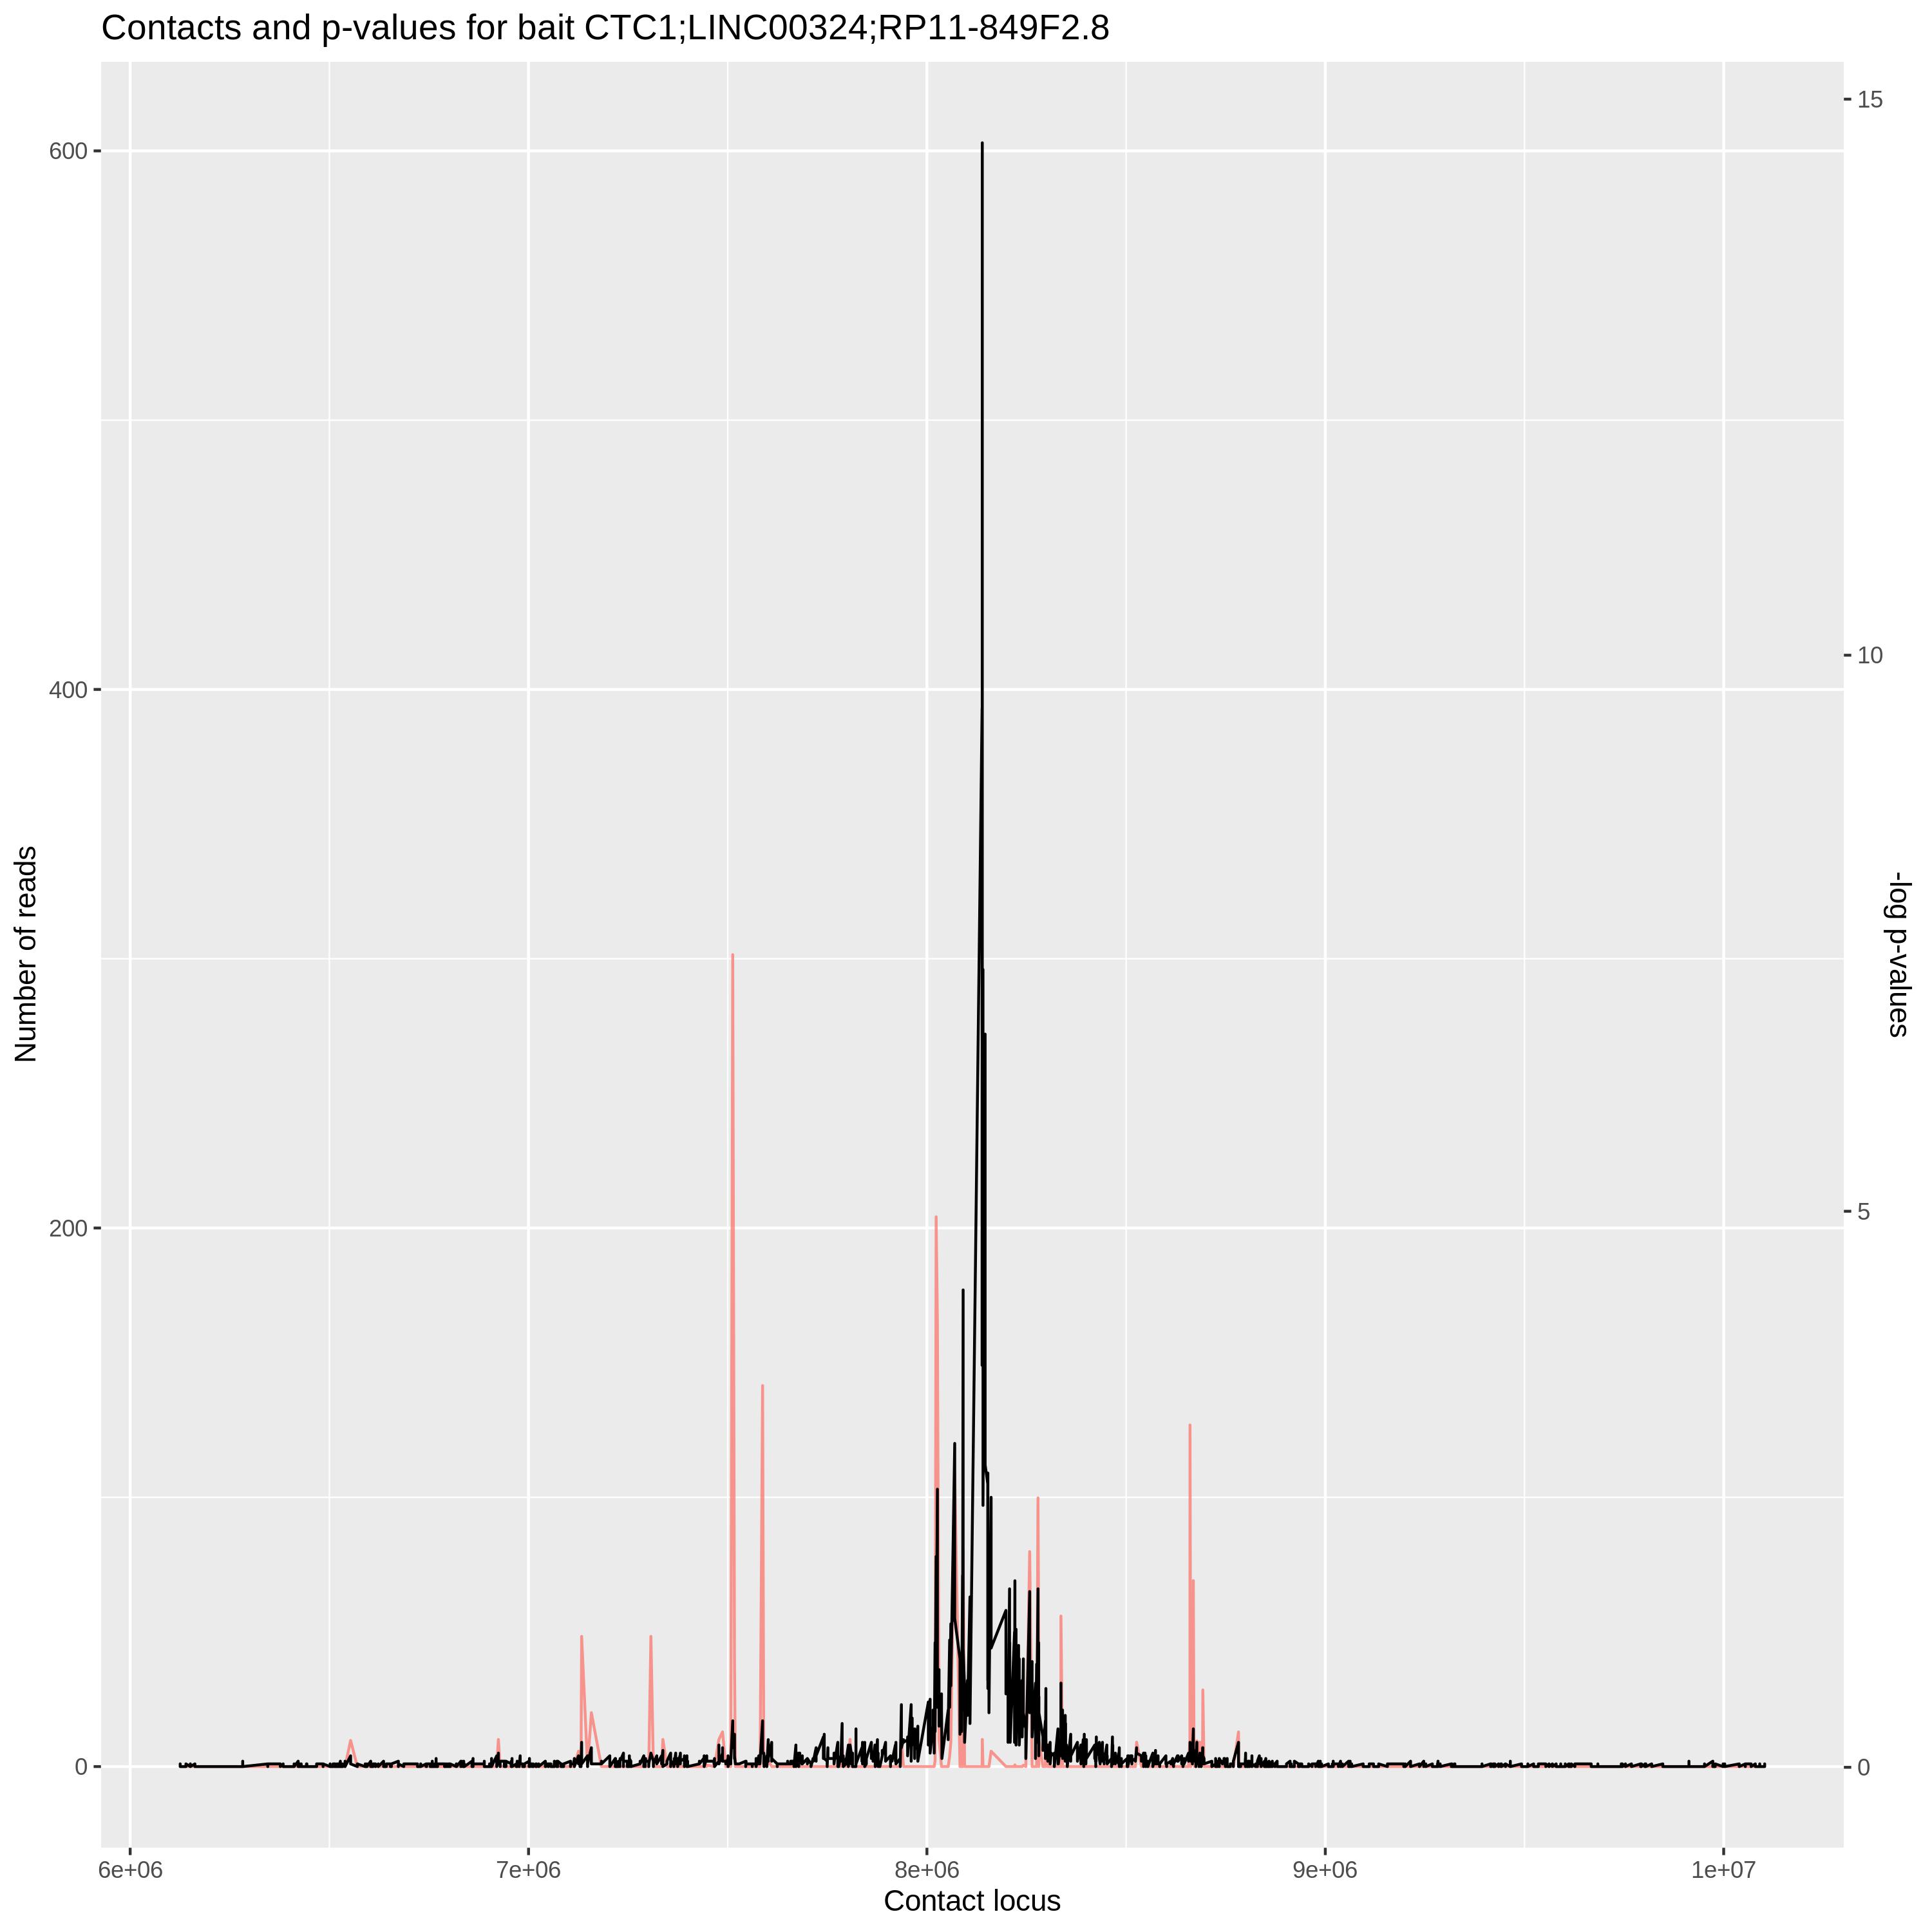 Contacts and p-values for bait CTC1;LINC00324;RP11-849F2.8
15
600
10
400
Number of reads
-log p-values
5
200
0
0
6e+06
7e+06
8e+06
9e+06
1e+07
Contact locus